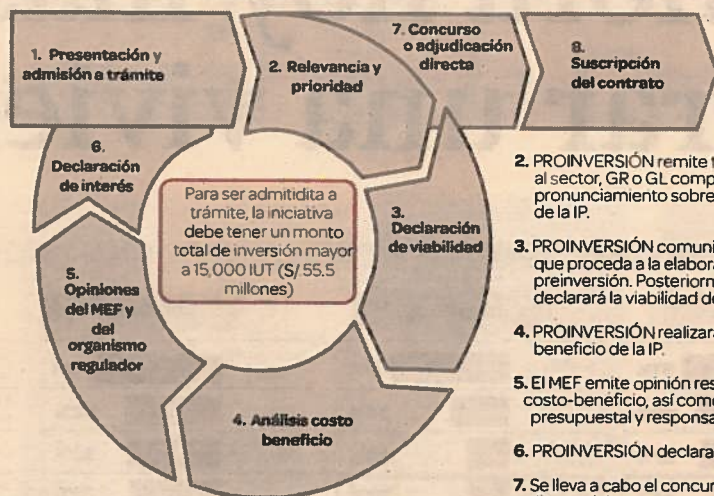 1. Presentación y
admisión a trámite
2. Relevancia y
prioridad
7. Concurso
o adjudicación
directa
8.
Suscripción
del contrato
6.
Declaración
de interés
Para ser admitidita a
trámite, la iniciativa
debe tener un monto
total de inversión mayor
a 15,000 IUT (S/ 55.5
millones)
3.
Declaración
de viabilidad
5.
Opiniones
del MEF y
del
organismo
regulador
4. Análisis costo
beneficio
2. PROINVERSIÓN remite
al sector, GR o GL comp
pronunciamiento sobre
de la IP.
3. PROINVERSIÓN comuni
que proceda a la elabora
preinversión. Posteriorn
declarará la viabilidad d
4. PROINVERSIÓN realizar
beneficio de la IP.
5. El MEF emite opinión res
costo-beneficio, así como
presupuestal y responsa
6. PROINVERSIÓN declara
7. Se lleva a cabo el concur